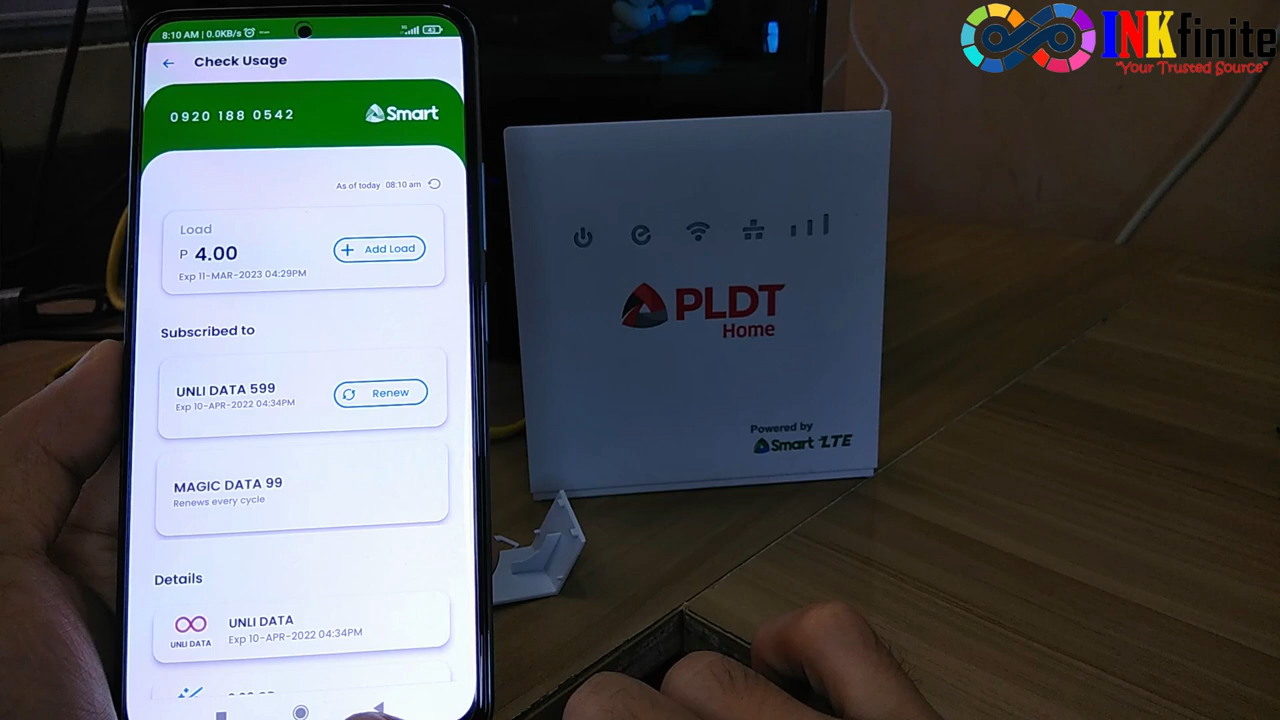 8:10 AM | 0.0KB/s
Check Usage
0920 188 0542
Smart
As of today 08:10 am
Load
P 4.00
Add Load
Exp 11-MAR-2023 04:29PM
Subscribed to
UNLI DATA 599
Exp 10-APR-2022 04:34PM
Renew
MAGIC DATA 99
Renews every cycle
Details
UNLI DATA
UNLI DATA
Exp 10-APR-2022 04:34PM
PLDT
Home
Powered by
Smart LTE
INKfinite
"Your Trusted Source"